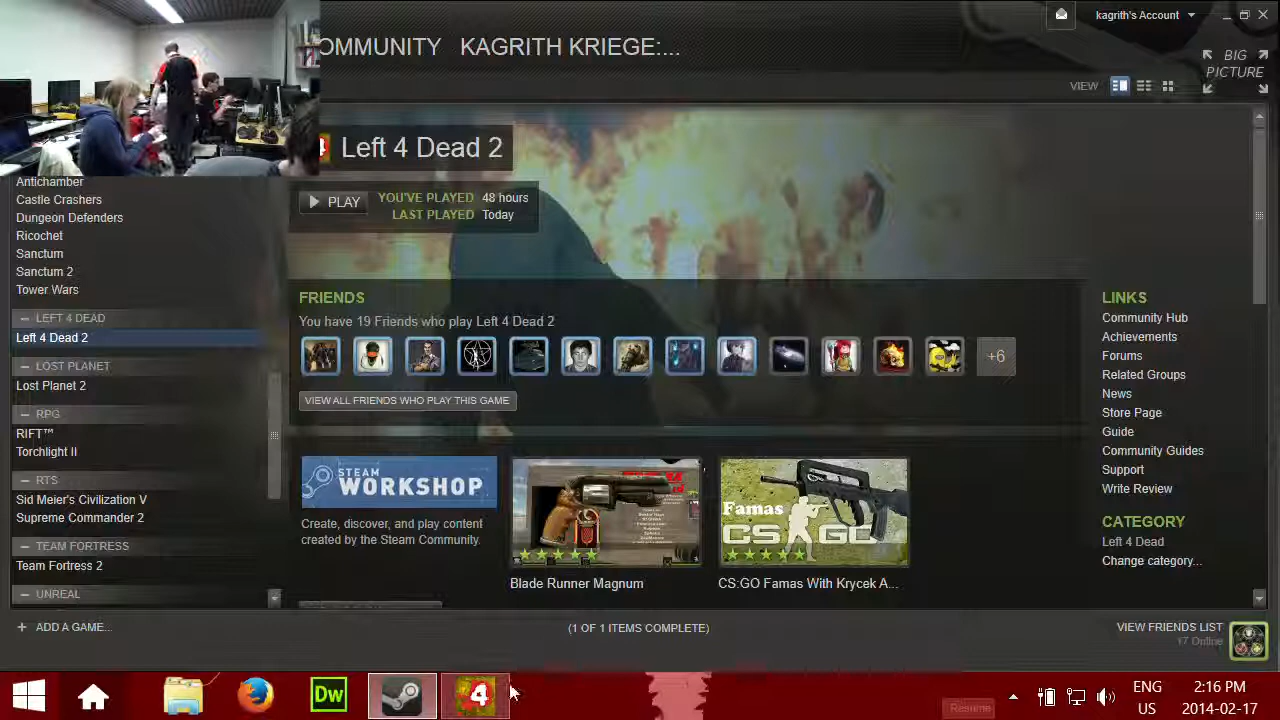 OMMUNITY KAGRITH KRIEGE:...
kagrith's Account
BIG
PICTURE
VIEW
Left 4 Dead 2
PLAY
YOU'VE PLAYED 48 hours
LAST PLAYED Today
Antichamber
Castle Crashers
Dungeon Defenders
Ricochet
Sanctum
Sanctum 2
Tower Wars
LEFT 4 DEAD
Left 4 Dead 2
LOST PLANET
Lost Planet 2
RPG
RIFT™
Torchlight II
RTS
Sid Meier's Civilization V
Supreme Commander 2
TEAM FORTRESS
Team Fortress 2
UNREAL
FRIENDS
You have 19 Friends who play Left 4 Dead 2
+6
VIEW ALL FRIENDS WHO PLAY THIS GAME
STEAM
WORKSHOP
Create, discover, and play content
created by the Steam Community.
Blade Runner Magnum
Famas
CS:GO
CS:GO Famas With Krycek A...
LINKS
Community Hub
Achievements
Forums
Related Groups
News
Store Page
Guide
Community Guides
Support
Write Review
CATEGORY
Left 4 Dead
Change category...
+ ADD A GAME...
(1 OF 1 ITEMS COMPLETE)
VIEW FRIENDS LIST
17 Online
Dw
4
Resume
ENG
US
2:16 PM
2014-02-17